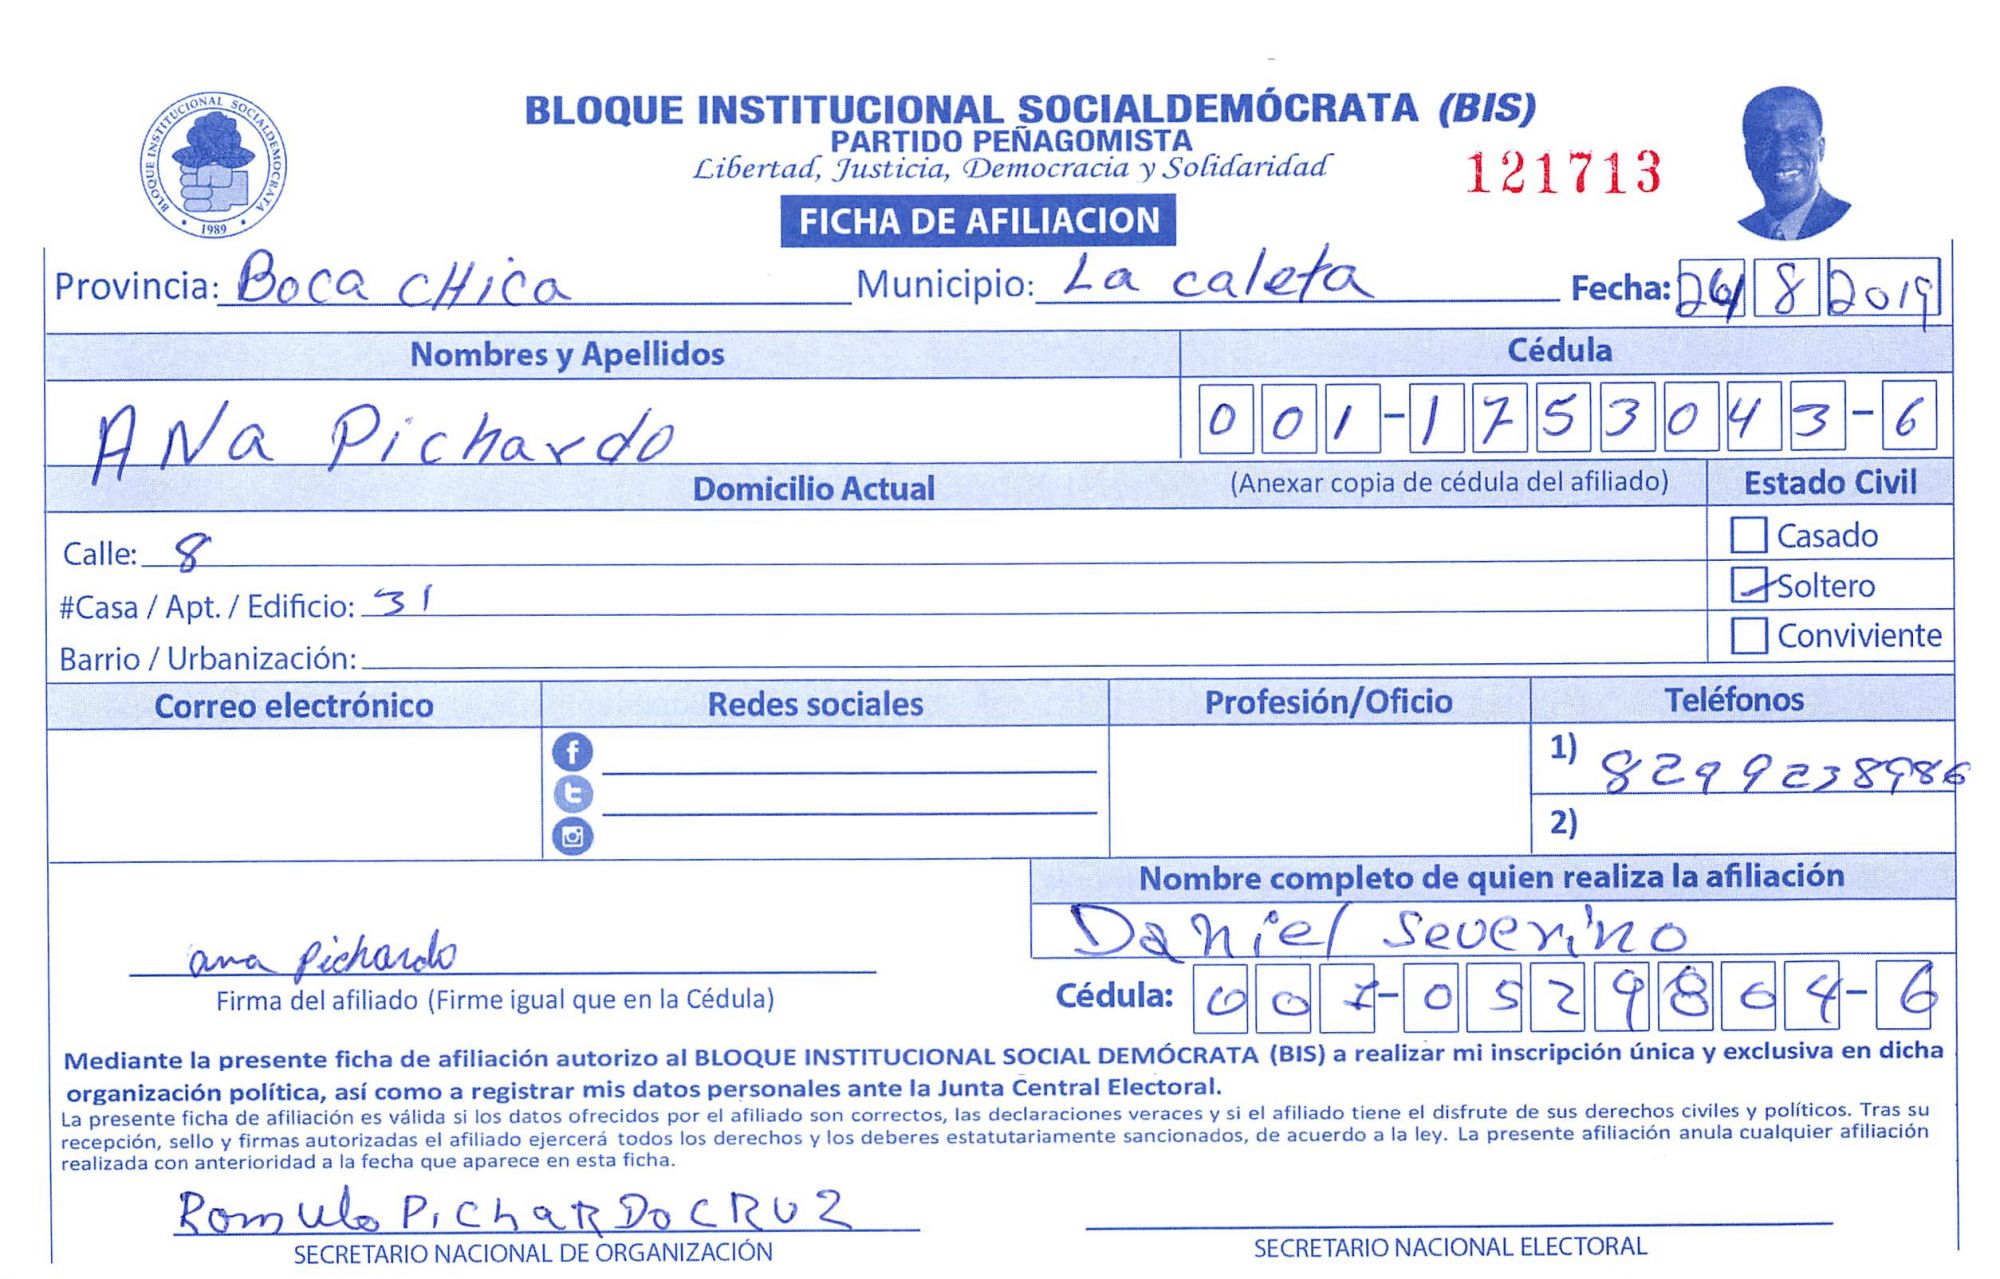 BLOQUE INSTITUCIONAL SOCIALDEMOCRATA
1989
BLOQUE INSTITUCIONAL SOCIALDEMÓCRATA (BIS)
PARTIDO PEÑAGOMISTA
Libertad, Justicia, Democracia y Solidaridad
121713
FICHA DE AFILIACION
Provincia: Boca CHica Municipio: La caleta Fecha: 8 2019
Nombres y Apellidos Cédula
ANa Pichardo 001-1753043-6
Domicilio Actual (Anexar copia de cédula del afiliado) Estado Civil
Calle: 8 Casado
#Casa / Apt. / Edificio: 31 Soltero
Barrio / Urbanización: Conviviente
Correo electrónico Redes sociales Profesión/Oficio Teléfonos
1) 8299238986
2)
Nombre completo de quien realiza la afiliación
Daniel Severino
ana pichardo
Firma del afiliado (Firme igual que en la Cédula) Cédula: 001-0529864-6
Mediante la presente ficha de afiliación autorizo al BLOQUE INSTITUCIONAL SOCIAL DEMÓCRATA (BIS) a realizar mi inscripción única y exclusiva en dicha
organización política, así como a registrar mis datos personales ante la Junta Central Electoral.
La presente ficha de afiliación es válida si los datos ofrecidos por el afiliado son correctos, las declaraciones veraces y si el afiliado tiene el disfrute de sus derechos civiles y políticos. Tras su
recepción, sello y firmas autorizadas el afiliado ejercerá todos los derechos y los deberes estatutariamente sancionados, de acuerdo a la ley. La presente afiliación anula cualquier afiliación
realizada con anterioridad a la fecha que aparece en esta ficha.
Romulo PichaRDo CRUZ
SECRETARIO NACIONAL DE ORGANIZACIÓN SECRETARIO NACIONAL ELECTORAL